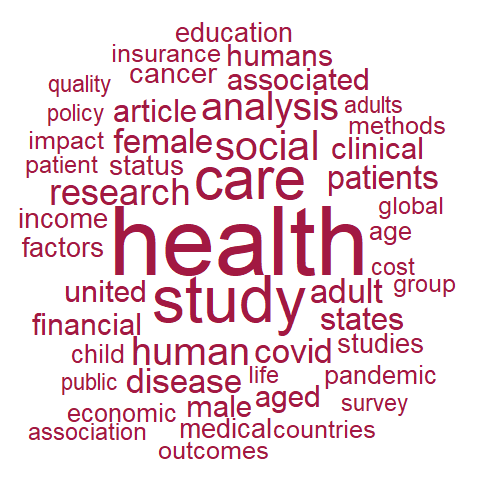 education
insurance humans
cancer associated
quality
policy article analysis adults
methods
impact female social clinical
patient status care patients
research
income health global
factors age
cost
united study adult group
financial states
child human covid studies
public disease life pandemic
economic male aged survey
association medical countries
outcomes